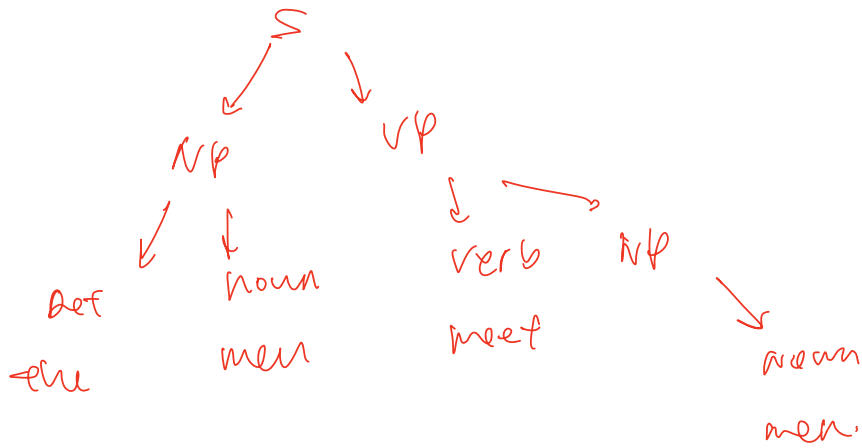 S
NP VP
Det noun verb NP
the men meet noun
men.